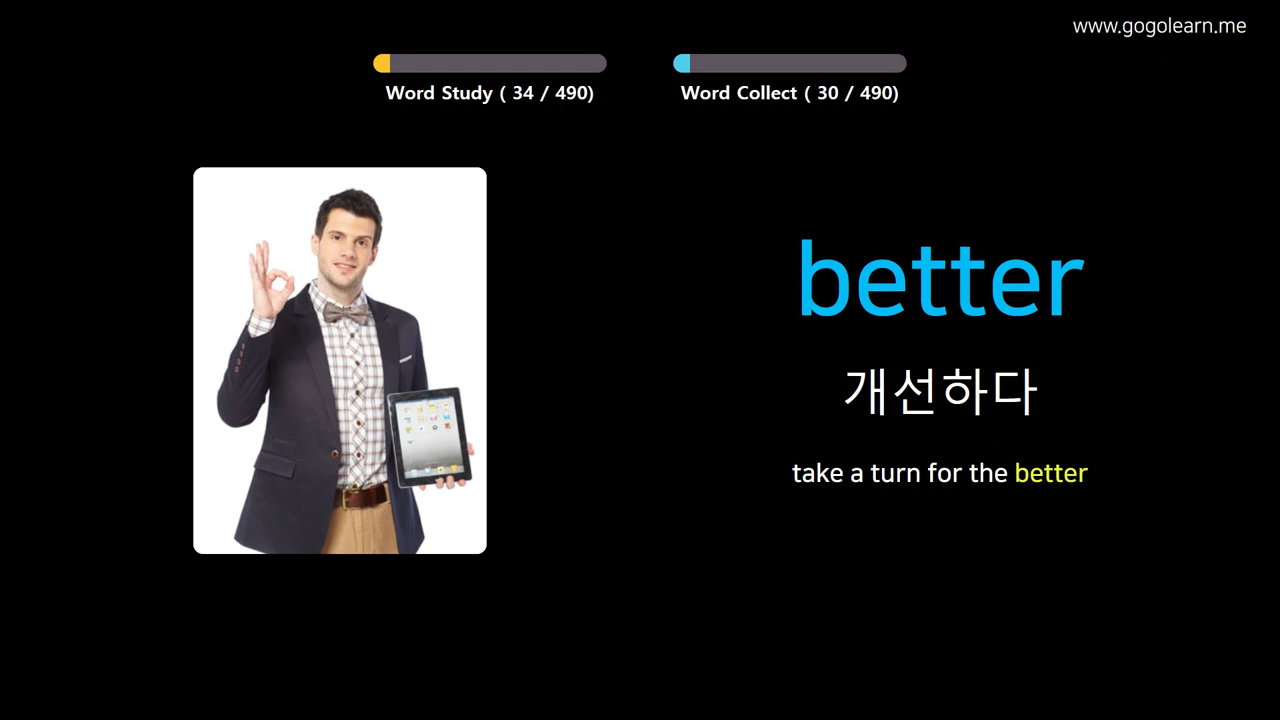 www.gogolearn.me
Word Study ( 34 / 490)
Word Collect ( 30 / 490)
better
개선하다
take a turn for the better